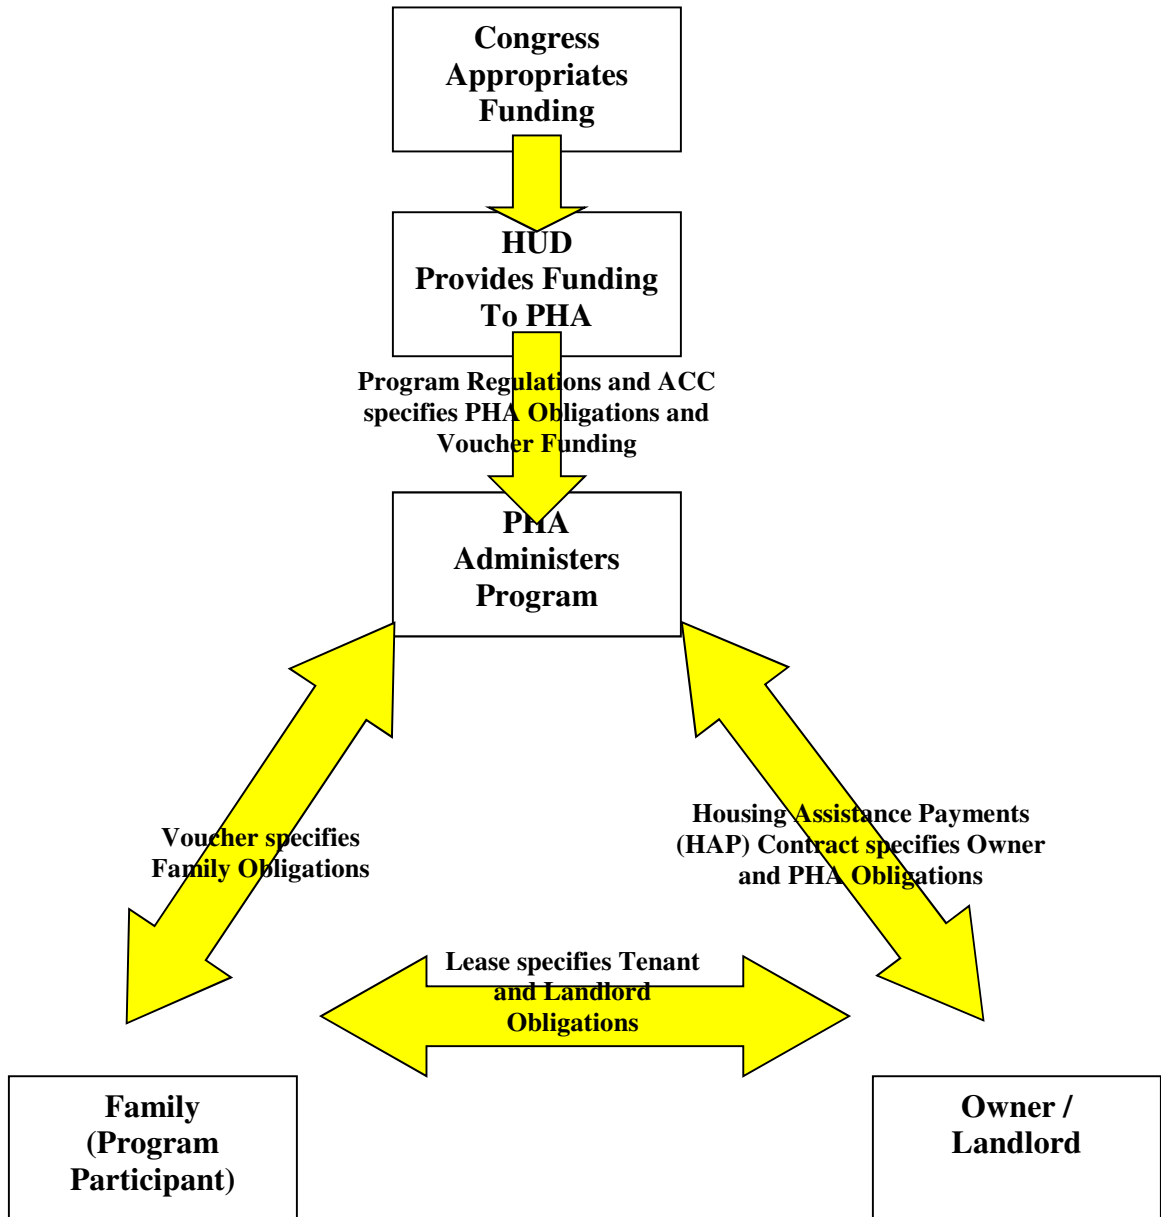 Congress
Appropriates
Funding
HUD
Provides Funding
To PHA
Program Regulations and ACC
specifies PHA Obligations and
Voucher Funding
PHA
Administers
Program
Voucher specifies
Family Obligations
Housing Assistance Payments
(HAP) Contract specifies Owner
and PHA Obligations
Lease specifies Tenant
and Landlord
Obligations
Family
(Program
Participant)
Owner /
Landlord